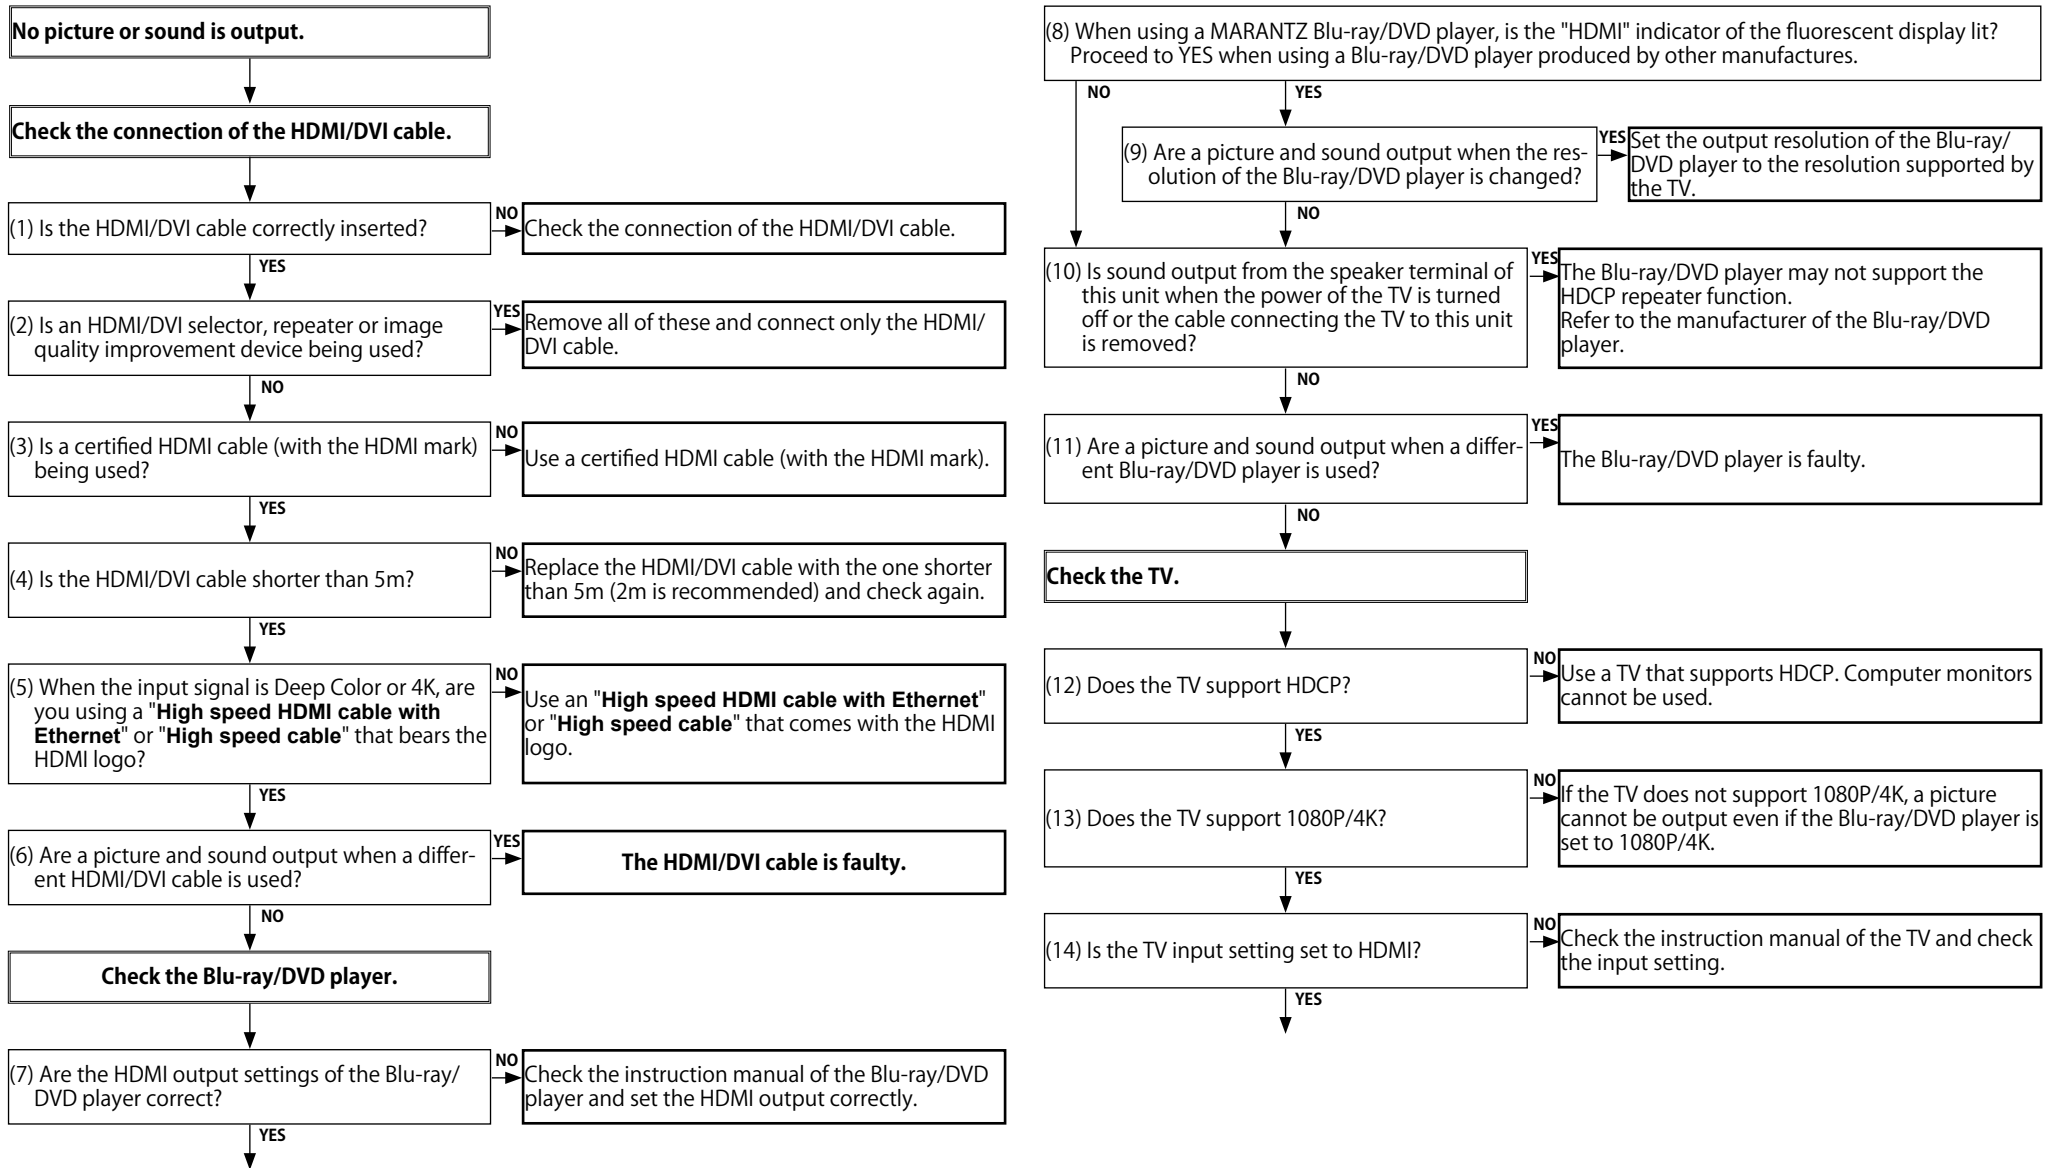 No picture or sound is output.
Check the connection of the HDMI/DVI cable.
(1) Is the HDMI/DVI cable correctly inserted?
NO
Check the connection of the HDMI/DVI cable.
YES
(2) Is an HDMI/DVI selector, repeater or image
quality improvement device being used?
YES
Remove all of these and connect only the HDMI/
DVI cable.
NO
(3) Is a certified HDMI cable (with the HDMI mark)
being used?
NO
Use a certified HDMI cable (with the HDMI mark).
YES
(4) Is the HDMI/DVI cable shorter than 5m?
NO
Replace the HDMI/DVI cable with the one shorter
than 5m (2m is recommended) and check again.
YES
(5) When the input signal is Deep Color or 4K, are
you using a "High speed HDMI cable with
Ethernet" or "High speed cable" that bears the
HDMI logo?
NO
Use an "High speed HDMI cable with Ethernet"
or "High speed cable" that comes with the HDMI
logo.
YES
(6) Are a picture and sound output when a differ-
ent HDMI/DVI cable is used?
YES
The HDMI/DVI cable is faulty.
NO
Check the Blu-ray/DVD player.
(7) Are the HDMI output settings of the Blu-ray/
DVD player correct?
NO
Check the instruction manual of the Blu-ray/DVD
player and set the HDMI output correctly.
YES
(8) When using a MARANTZ Blu-ray/DVD player, is the "HDMI" indicator of the fluorescent display lit?
Proceed to YES when using a Blu-ray/DVD player produced by other manufactures.
NO
YES
(9) Are a picture and sound output when the res-
olution of the Blu-ray/DVD player is changed?
YES
Set the output resolution of the Blu-ray/
DVD player to the resolution supported by
the TV.
NO
(10) Is sound output from the speaker terminal of
this unit when the power of the TV is turned
off or the cable connecting the TV to this unit
is removed?
YES
The Blu-ray/DVD player may not support the
HDCP repeater function.
Refer to the manufacturer of the Blu-ray/DVD
player.
NO
(11) Are a picture and sound output when a differ-
ent Blu-ray/DVD player is used?
YES
The Blu-ray/DVD player is faulty.
NO
Check the TV.
(12) Does the TV support HDCP?
NO
Use a TV that supports HDCP. Computer monitors
cannot be used.
YES
(13) Does the TV support 1080P/4K?
NO
If the TV does not support 1080P/4K, a picture
cannot be output even if the Blu-ray/DVD player is
set to 1080P/4K.
YES
(14) Is the TV input setting set to HDMI?
NO
Check the instruction manual of the TV and check
the input setting.
YES